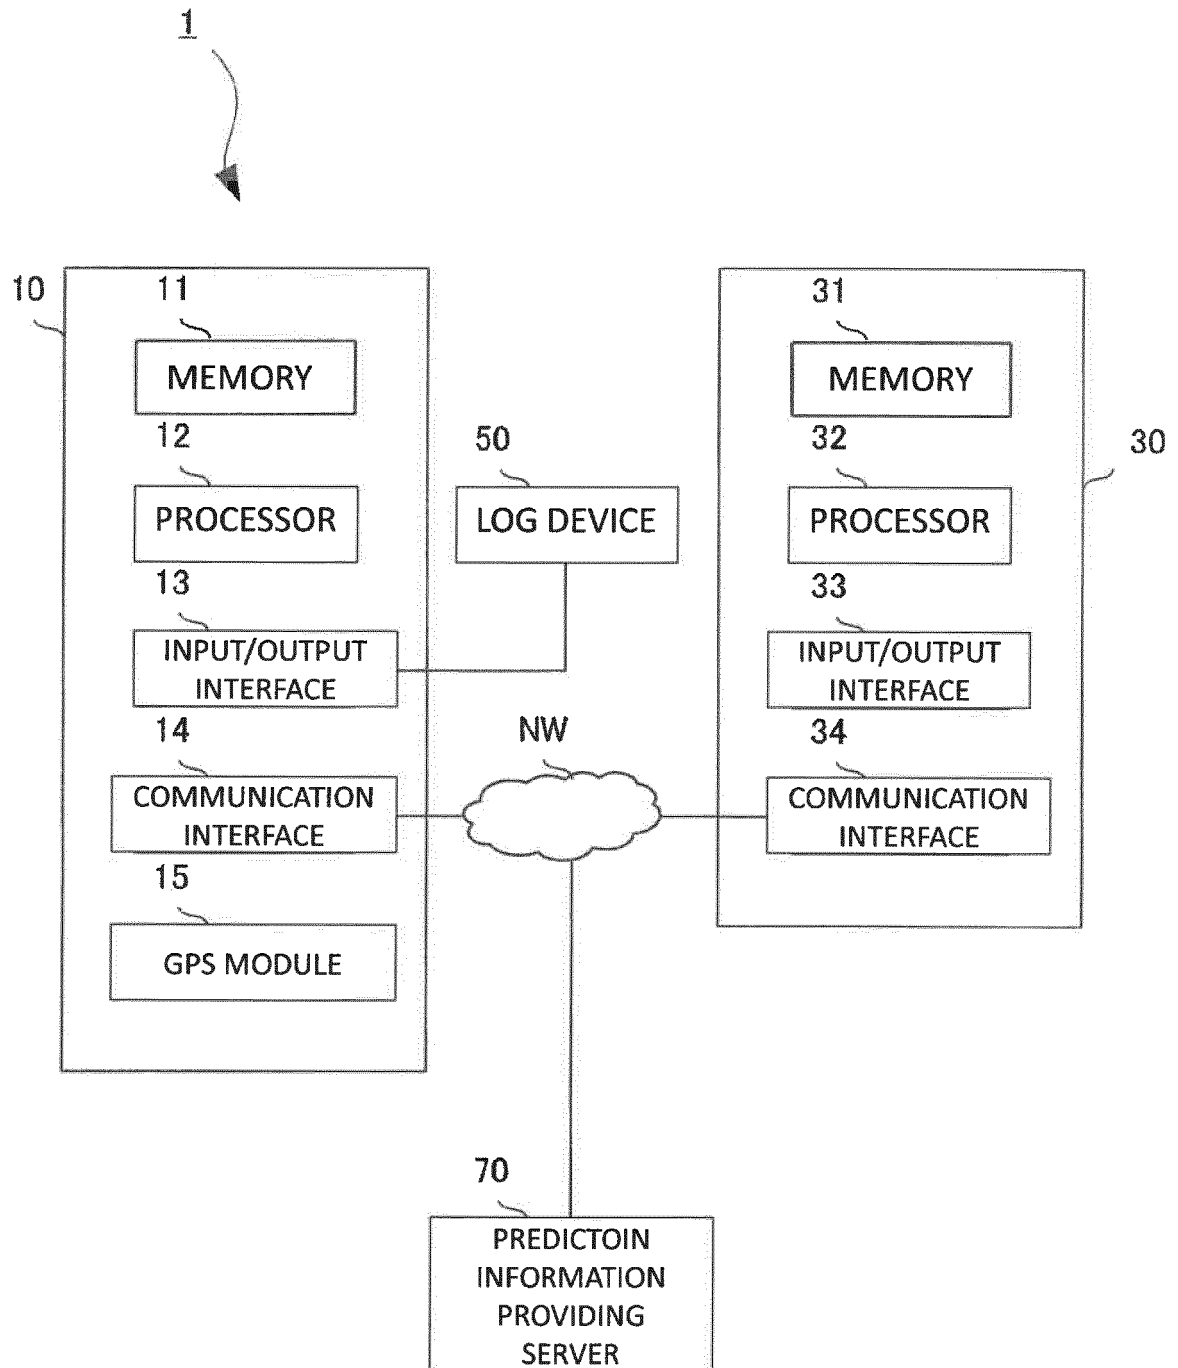 1
10
11
MEMORY
12
PROCESSOR
13
INPUT/OUTPUT
INTERFACE
14
COMMUNICATION
INTERFACE
15
GPS MODULE
50
LOG DEVICE
NW
30
31
MEMORY
32
PROCESSOR
33
INPUT/OUTPUT
INTERFACE
34
COMMUNICATION
INTERFACE
70
PREDICTOIN
INFORMATION
PROVIDING
SERVER